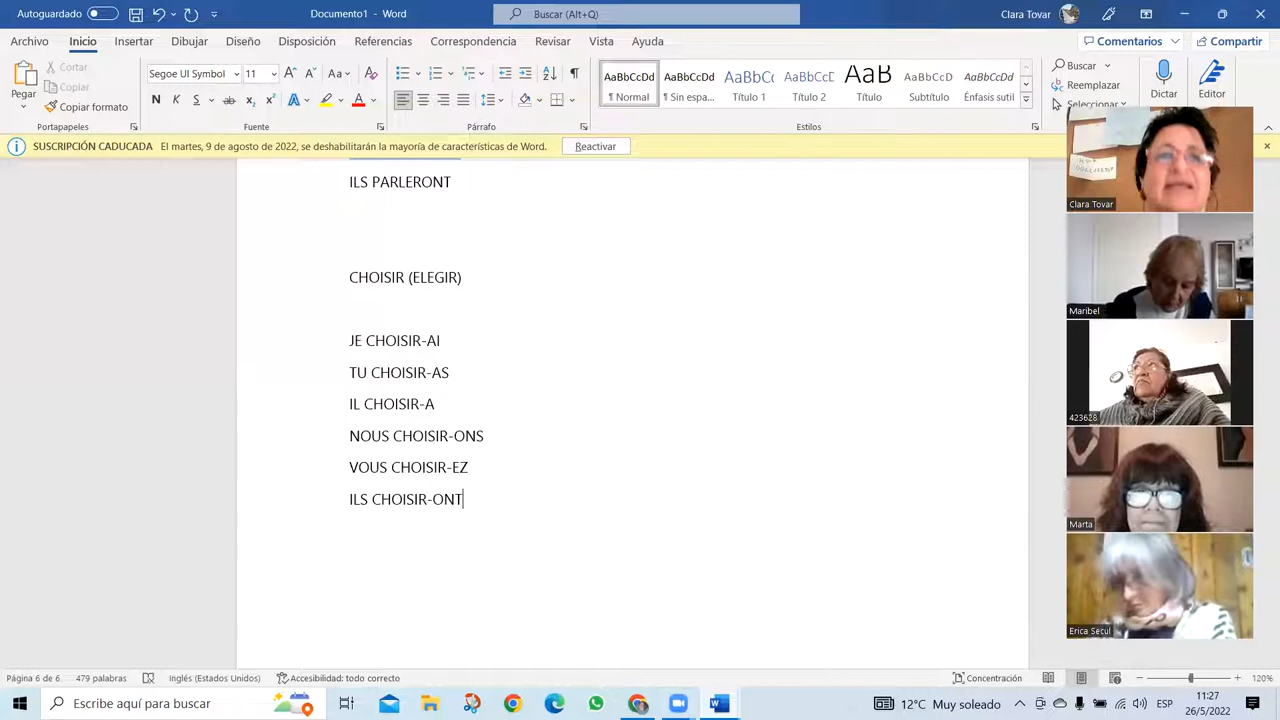 Autoguardado
Documento1 - Word
Buscar (Alt+Q)
Clara Tovar
Archivo Inicio Insertar Dibujar Diseño Disposición Referencias Correspondencia Revisar Vista Ayuda
Comentarios Compartir
Pegar
Cortar
Copiar
Copiar formato
Segoe UI Symbol 11
AaBbCcDd AaBbCcDd AaBbCc AaBbCcD AaB AaBbCcD AaBbCcDd
¶ Normal ¶ Sin espa... Título 1 Título 2 Título Subtítulo Énfasis sutil
Buscar
Reemplazar
Seleccionar
Dictar
Editor
Portapapeles Fuente Párrafo Estilos
SUSCRIPCIÓN CADUCADA El martes, 9 de agosto de 2022, se deshabilitarán la mayoría de características de Word. Reactivar
ILS PARLERONT
CHOISIR (ELEGIR)
JE CHOISIR-AI
TU CHOISIR-AS
IL CHOISIR-A
NOUS CHOISIR-ONS
VOUS CHOISIR-EZ
ILS CHOISIR-ONT
Clara Tovar
Maribel
423628
Marta
Erica Secul
Página 6 de 6 479 palabras Inglés (Estados Unidos) Accesibilidad: todo correcto Concentración 120%
Escribe aquí para buscar
12°C Muy soleado ESP
11:27
26/5/2022